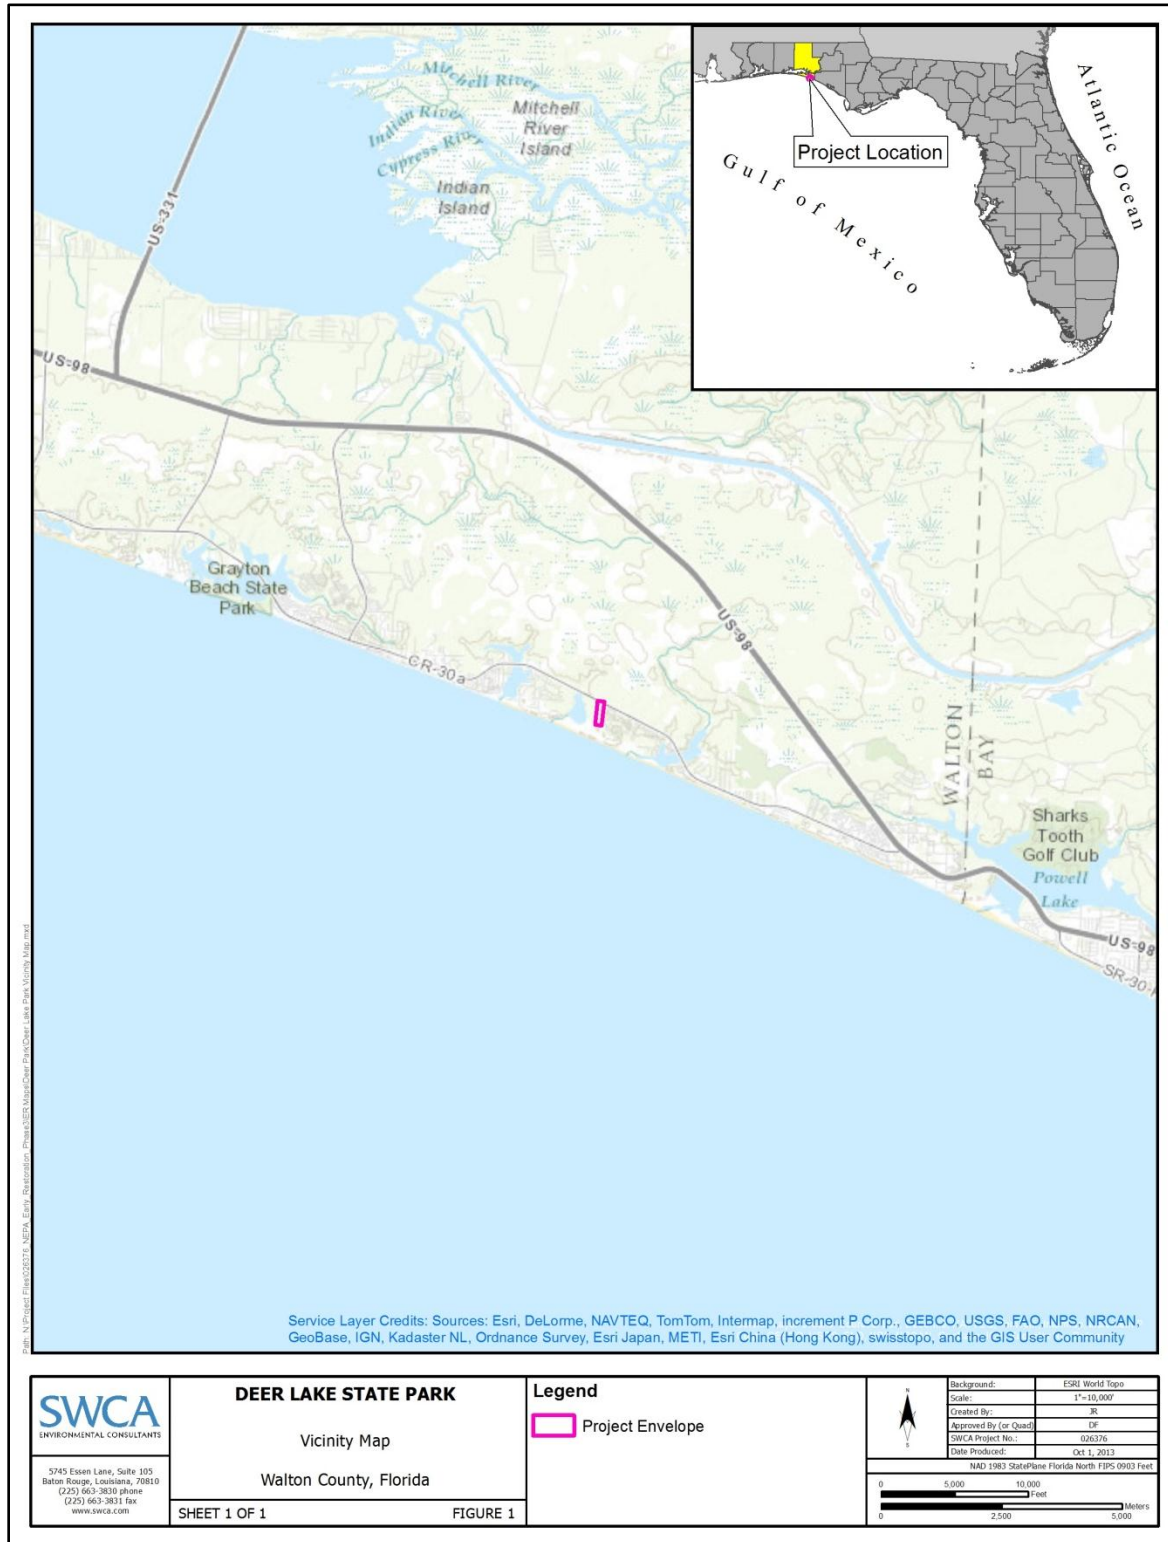 Mitchell River
Mitchell
River
Island
Indian River
Cypress River
Indian
Island
US-331
US-98
Grayton
Beach State
Park
CR-30a
US-98
WALTON
BAY
Sharks
Tooth
Golf Club
Powell
Lake
US-98
Project Location
Gulf of Mexico
Atlantic Ocean
Service Layer Credits: Sources: Esri, DeLorme, NAVTEQ, TomTom, Intermap, increment P Corp., GEBCO, USGS, FAO, NPS, NRCAN,
GeoBase, IGN, Kadaster NL, Ordnance Survey, Esri Japan, METI, Esri China (Hong Kong), swisstopo, and the GIS User Community
SWCA
ENVIRONMENTAL CONSULTANTS
5745 Essen Lane, Suite 105
Baton Rouge, Louisiana, 70810
(225) 663-3830 phone
(225) 663-3831 fax
www.swca.com
DEER LAKE STATE PARK
Vicinity Map
Walton County, Florida
SHEET 1 OF 1 FIGURE 1
Legend
Project Envelope
N
S
Background: ESRI World Topo
Scale: 1"=10,000'
Created By: JR
Approved By (or Quad) DF
SWCA Project No.: 026376
Date Produced: Oct 1, 2013
NAD 1983 StatePlane Florida North FIPS 0903 Feet
0 5,000 10,000
Feet
Meters
0 2,500 5,000